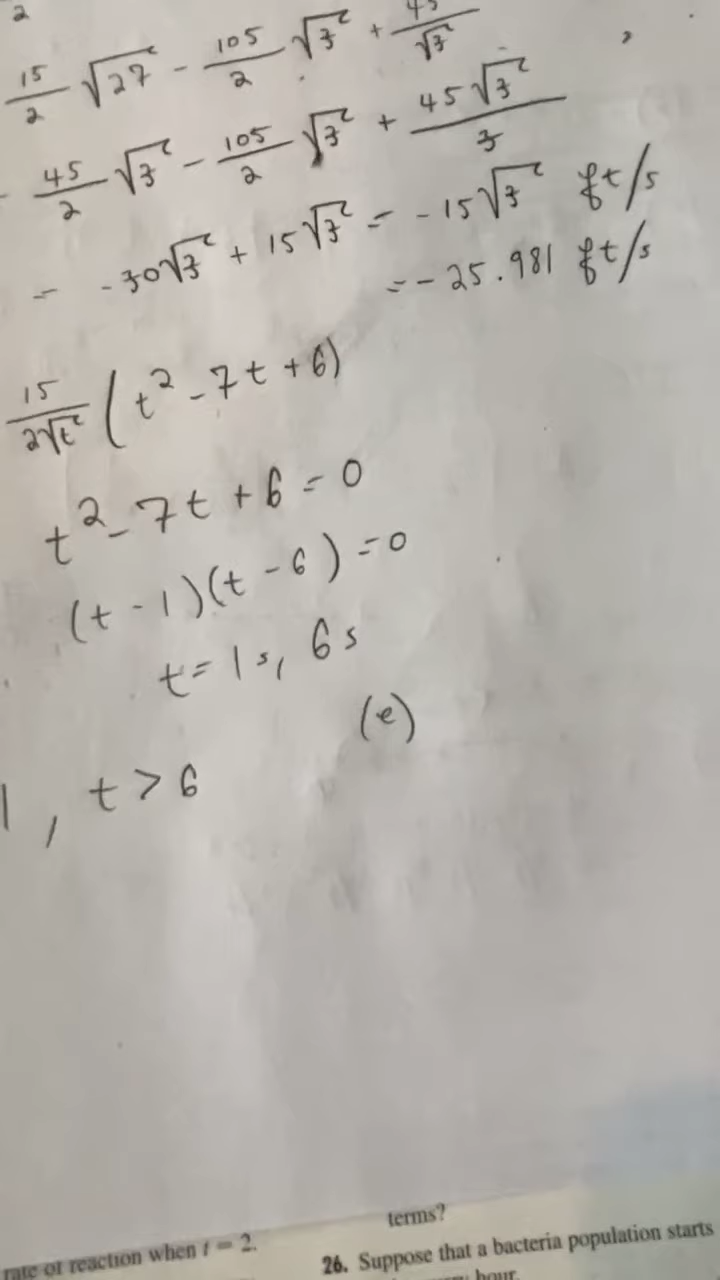 2
15/2 √27 - 105/2 √3 + 45/√3
- 45/2 √3 - 105/2 √3 + 45√3/3
= -30√3 + 15√3 = -15√3 ft/s
= -25.981 ft/s
15/2√t (t² - 7t + 6)
t² - 7t + 6 = 0
(t - 1)(t - 6) = 0
t = 1s, 6s
(e)
1, t > 6
terms?
rate of reaction when t = 2.
26. Suppose that a bacteria population starts
hour